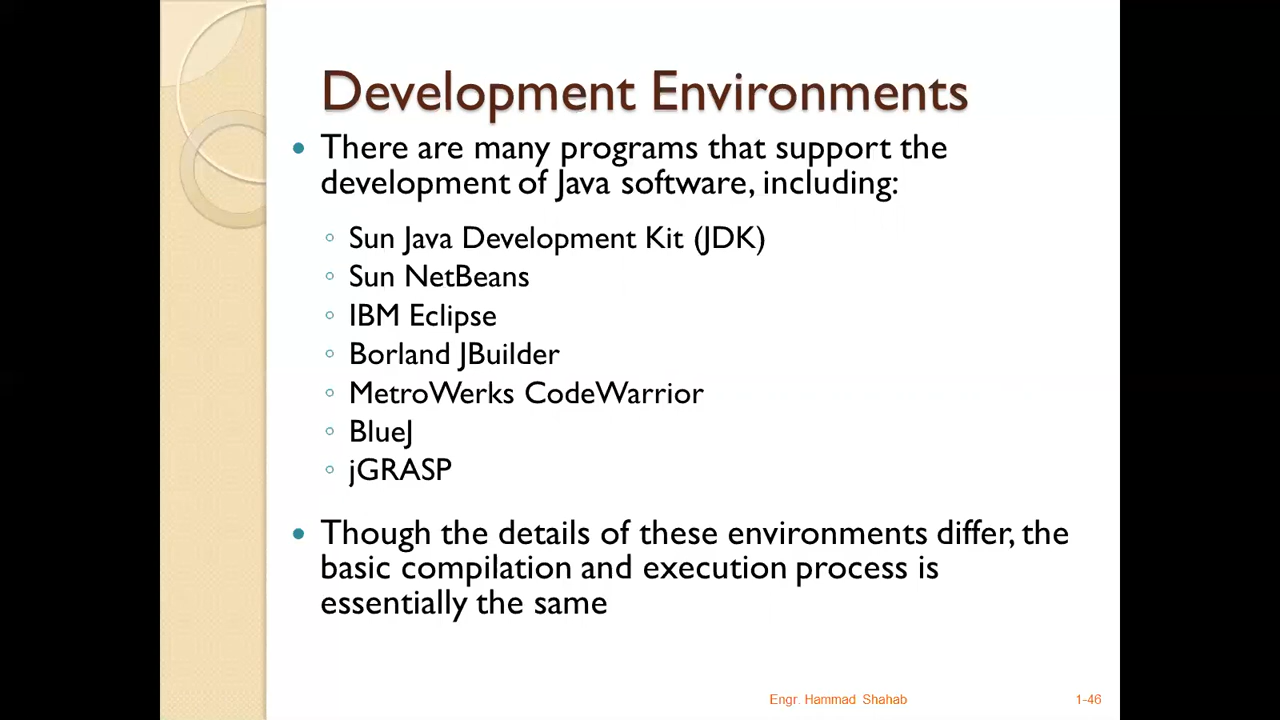 Development Environments
• There are many programs that support the
development of Java software, including:
◦ Sun Java Development Kit (JDK)
◦ Sun NetBeans
◦ IBM Eclipse
◦ Borland JBuilder
◦ MetroWerks CodeWarrior
◦ BlueJ
◦ jGRASP
• Though the details of these environments differ, the
basic compilation and execution process is
essentially the same
Engr. Hammad Shahab 1-46